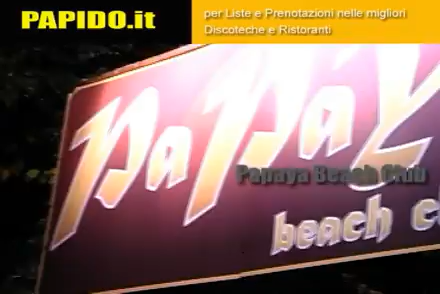 PAPIDO.it
per Liste e Prenotazioni nelle migliori
Discoteche e Ristoranti
PaPay
Papaya Beach Club
beach c